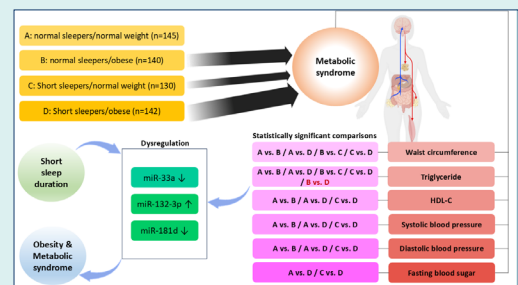 A: normal sleepers/normal weight (n=145)
B: normal sleepers/obese (n=140)
C: Short sleepers/normal weight (n=130)
D: Short sleepers/obese (n=142)
Metabolic
syndrome
Short
sleep
duration
Obesity &
Metabolic
syndrome
Dysregulation
miR-33a ↓
miR-132-3p ↑
miR-181d ↓
Statistically significant comparisons
A vs. B / A vs. D / B vs. C / C vs. D
Waist circumference
A vs. B / A vs. D / B vs. C / C vs. D
/ B vs. D
Triglyceride
A vs. B / A vs. D / C vs. D
HDL-C
A vs. B / A vs. D / C vs. D
Systolic blood pressure
A vs. B / A vs. D / C vs. D
Diastolic blood pressure
A vs. D / C vs. D
Fasting blood sugar